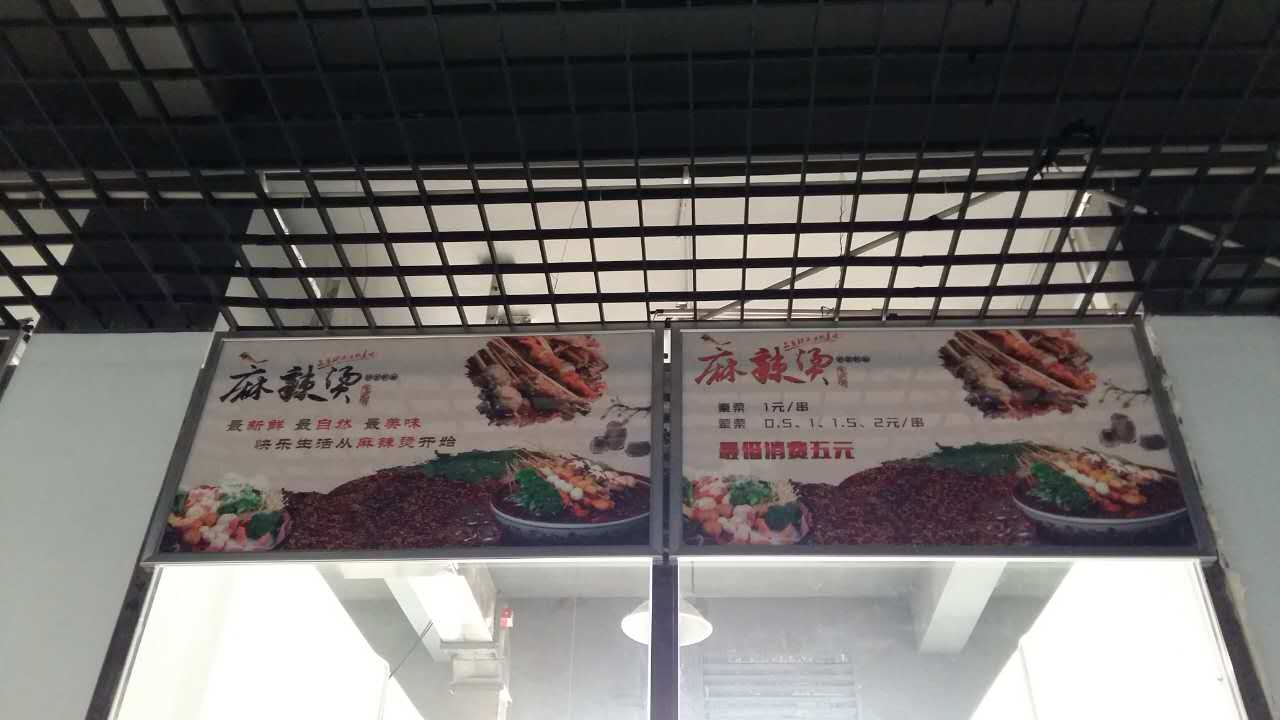 麻辣烫
最新鲜 最自然 最美味
快乐生活从麻辣烫开始
麻辣烫
素菜 1元/串
荤菜 0.5、1、1.5、2元/串
最低消费五元